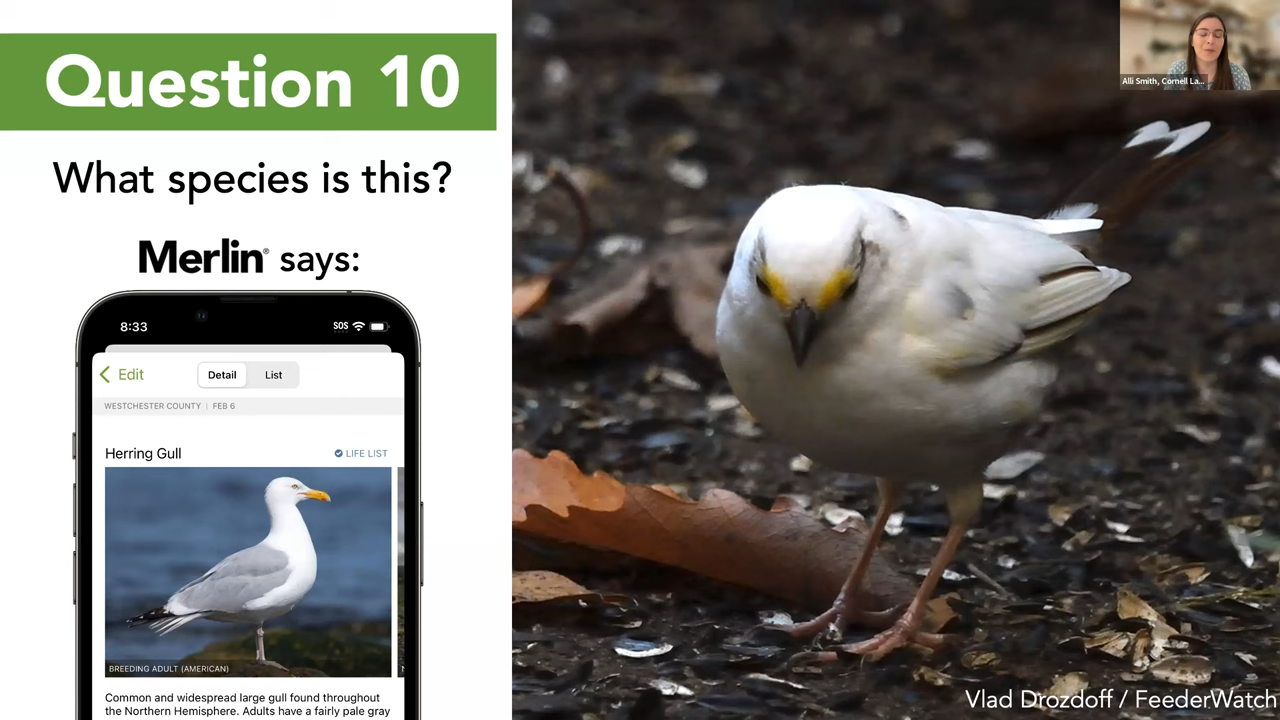 Question 10
What species is this?
Merlin® says:
8:33
SOS
Edit
Detail
List
WESTCHESTER COUNTY | FEB 6
Herring Gull
LIFE LIST
BREEDING ADULT (AMERICAN)
Common and widespread large gull found throughout
the Northern Hemisphere. Adults have a fairly pale gray
Alli Smith, Cornell La...
Vlad Drozdoff / FeederWatch